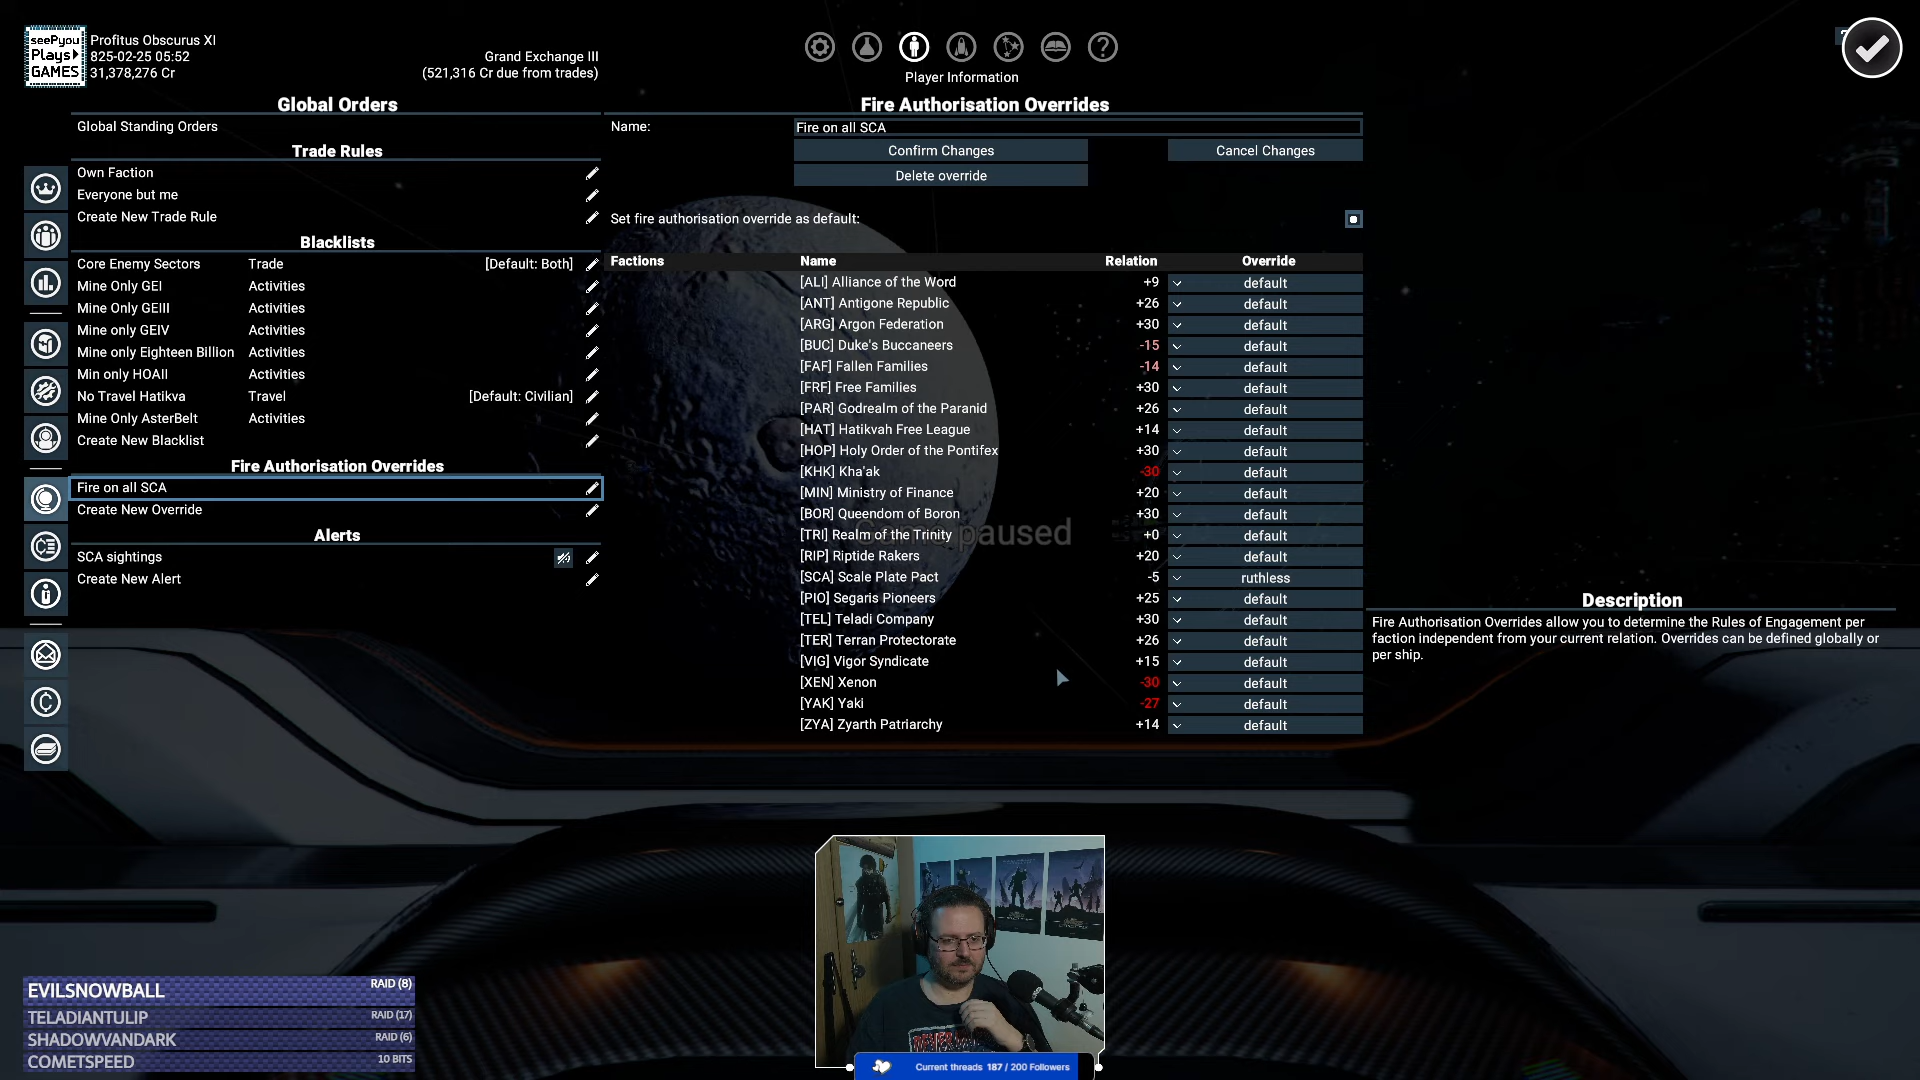 seePyou
Plays
GAMES
Profitus Obscurus XI
825-02-25 05:52
31,378,276 Cr
Grand Exchange III
(521,316 Cr due from trades)
Player Information
?
Global Orders
Global Standing Orders
Trade Rules
Own Faction
Everyone but me
Create New Trade Rule
Blacklists
Core Enemy Sectors Trade [Default: Both]
Mine Only GEI Activities
Mine Only GEIII Activities
Mine only GEIV Activities
Mine only Eighteen Billion Activities
Min only HOAII Activities
No Travel Hatikva Travel [Default: Civilian]
Mine Only AsterBelt Activities
Create New Blacklist
Fire Authorisation Overrides
Fire on all SCA
Create New Override
Alerts
SCA sightings
Create New Alert
Fire Authorisation Overrides
Name: Fire on all SCA
Confirm Changes Cancel Changes
Delete override
Set fire authorisation override as default:
Factions Name Relation Override
[ALI] Alliance of the Word +9 default
[ANT] Antigone Republic +26 default
[ARG] Argon Federation +30 default
[BUC] Duke's Buccaneers -15 default
[FAF] Fallen Families -14 default
[FRF] Free Families +30 default
[PAR] Godrealm of the Paranid +26 default
[HAT] Hatikvah Free League +14 default
[HOP] Holy Order of the Pontifex +30 default
[KHK] Kha'ak -30 default
[MIN] Ministry of Finance +20 default
[BOR] Queendom of Boron +30 default
[TRI] Realm of the Trinity +0 default
[RIP] Riptide Rakers +20 default
[SCA] Scale Plate Pact -5 ruthless
[PIO] Segaris Pioneers +25 default
[TEL] Teladi Company +30 default
[TER] Terran Protectorate +26 default
[VIG] Vigor Syndicate +15 default
[XEN] Xenon -30 default
[YAK] Yaki -27 default
[ZYA] Zyarth Patriarchy +14 default
Game paused
Description
Fire Authorisation Overrides allow you to determine the Rules of Engagement per
faction independent from your current relation. Overrides can be defined globally or
per ship.
EVILSNOWBALL RAID (8)
TELADIANTULIP RAID (17)
SHADOWVANDARK RAID (6)
COMETSPEED 10 BITS
Current threads 187 / 200 Followers